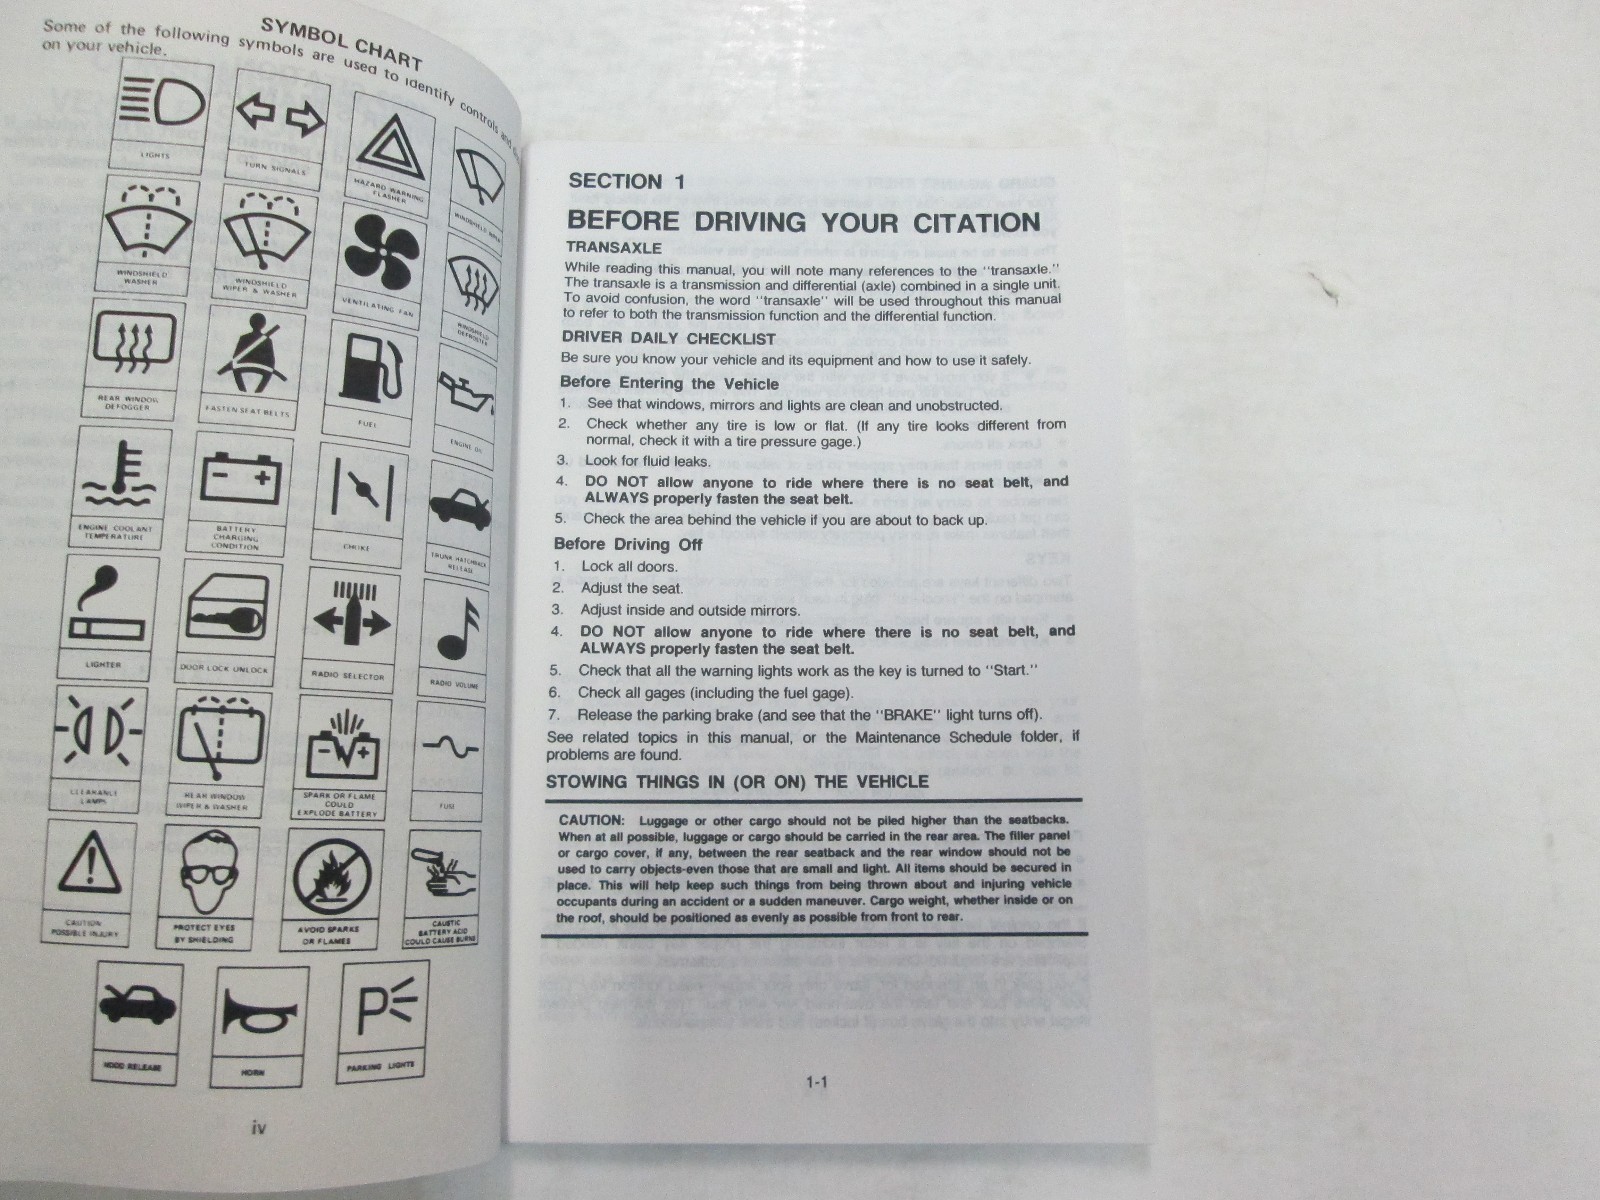 SYMBOL CHART
Some of the following symbols are used to identify controls and
on your vehicle.
LIGHTS
TURN SIGNALS
HAZARD WARNING
FLASHER
WINDSHIELD WIPER
WINDSHIELD
WASHER
WINDSHIELD
WIPER & WASHER
VENTILATING FAN
WINDSHIELD
DEFROSTER
REAR WINDOW
DEFOGGER
FASTEN SEAT BELTS
FUEL
ENGINE OIL
ENGINE COOLANT
TEMPERATURE
BATTERY
CHARGING
CONDITION
CHOKE
TRUNK HATCHBACK
RELEASE
LIGHTER
DOOR LOCK UNLOCK
RADIO SELECTOR
RADIO VOLUME
CLEARANCE
LAMPS
REAR WINDOW
WIPER & WASHER
SPARK OR FLAME
COULD
EXPLODE BATTERY
FUSE
CAUTION
POSSIBLE INJURY
PROTECT EYES
BY SHIELDING
AVOID SPARKS
OR FLAMES
CAUSTIC
BATTERY ACID
COULD CAUSE BURNS
HOOD RELEASE
HORN
P
PARKING LIGHTS
iv
SECTION 1
BEFORE DRIVING YOUR CITATION
TRANSAXLE
While reading this manual, you will note many references to the "transaxle."
The transaxle is a transmission and differential (axle) combined in a single unit.
To avoid confusion, the word "transaxle" will be used throughout this manual
to refer to both the transmission function and the differential function.
DRIVER DAILY CHECKLIST
Be sure you know your vehicle and its equipment and how to use it safely.
Before Entering the Vehicle
1. See that windows, mirrors and lights are clean and unobstructed.
2. Check whether any tire is low or flat. (If any tire looks different from
normal, check it with a tire pressure gage.)
3. Look for fluid leaks.
4. DO NOT allow anyone to ride where there is no seat belt, and
ALWAYS properly fasten the seat belt.
5. Check the area behind the vehicle if you are about to back up.
Before Driving Off
1. Lock all doors.
2. Adjust the seat.
3. Adjust inside and outside mirrors.
4. DO NOT allow anyone to ride where there is no seat belt, and
ALWAYS properly fasten the seat belt.
5. Check that all the warning lights work as the key is turned to "Start."
6. Check all gages (including the fuel gage).
7. Release the parking brake (and see that the "BRAKE" light turns off).
See related topics in this manual, or the Maintenance Schedule folder, if
problems are found.
STOWING THINGS IN (OR ON) THE VEHICLE
CAUTION: Luggage or other cargo should not be piled higher than the seatbacks.
When at all possible, luggage or cargo should be carried in the rear area. The filler panel
or cargo cover, if any, between the rear seatback and the rear window should not be
used to carry objects-even those that are small and light. All items should be secured in
place. This will help keep such things from being thrown about and injuring vehicle
occupants during an accident or a sudden maneuver. Cargo weight, whether inside or on
the roof, should be positioned as evenly as possible from front to rear.
1-1